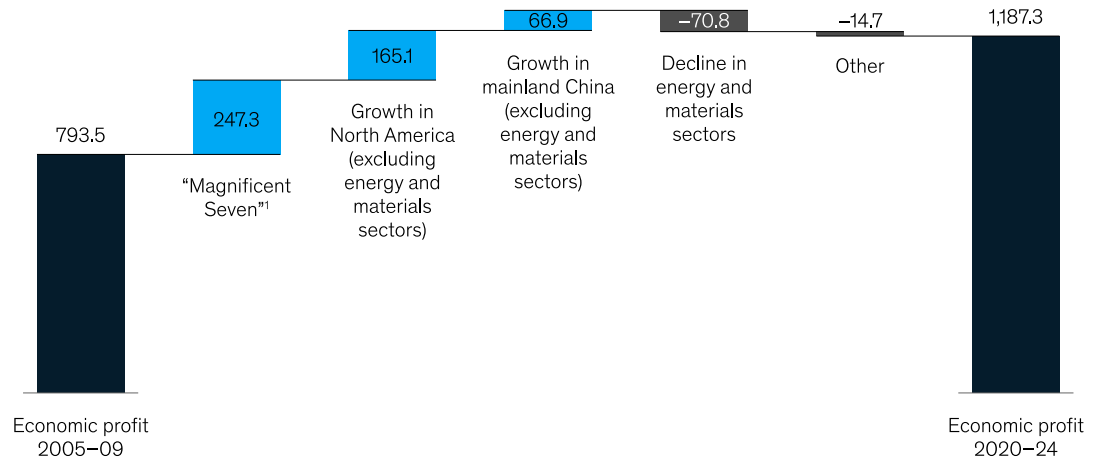 793.5
Economic profit
2005–09
247.3
“Magnificent
Seven”¹
165.1
Growth in
North America
(excluding
energy and
materials
sectors)
66.9
Growth in
mainland China
(excluding
energy and
materials
sectors)
–70.8
Decline in
energy and
materials
sectors
–14.7
Other
1,187.3
Economic profit
2020–24